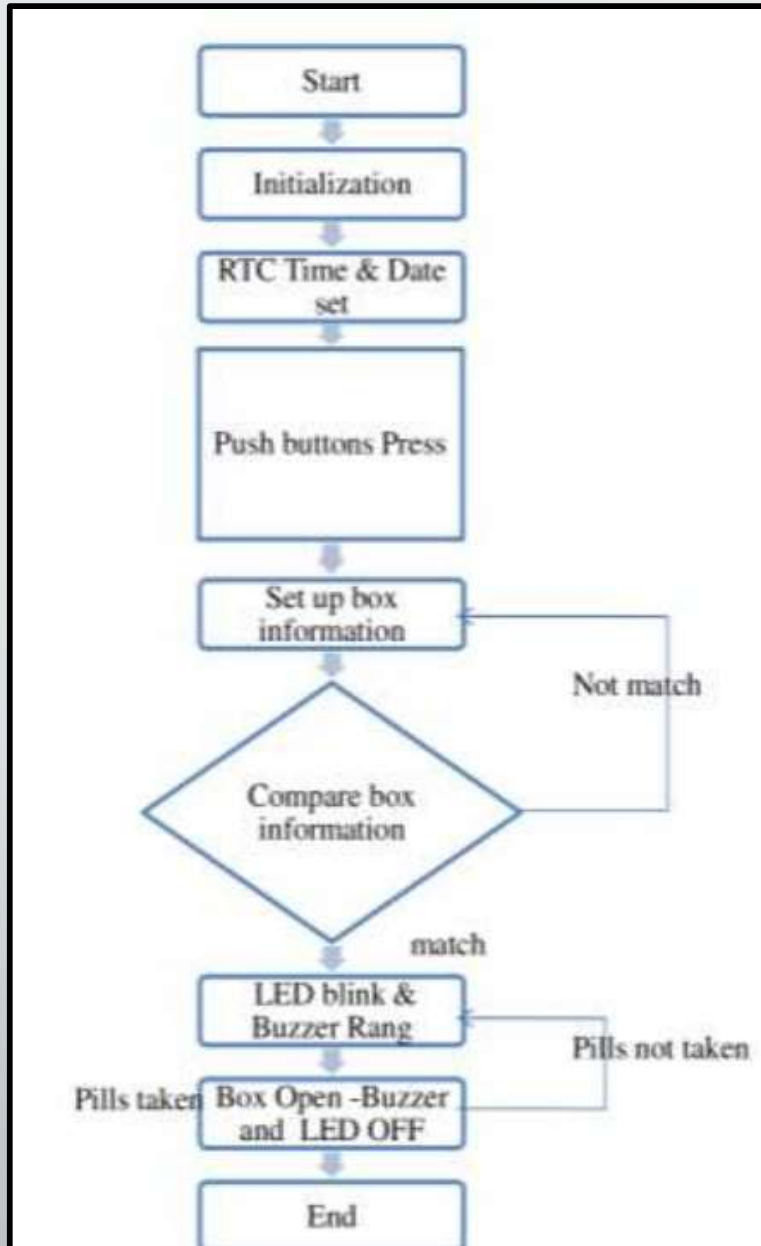 Start
Initialization
RTC Time & Date
set
Push buttons Press
Set up box
information
Not match
Compare box
information
match
LED blink &
Buzzer Rang
Pills not taken
Pills taken
Box Open -Buzzer
and LED OFF
End